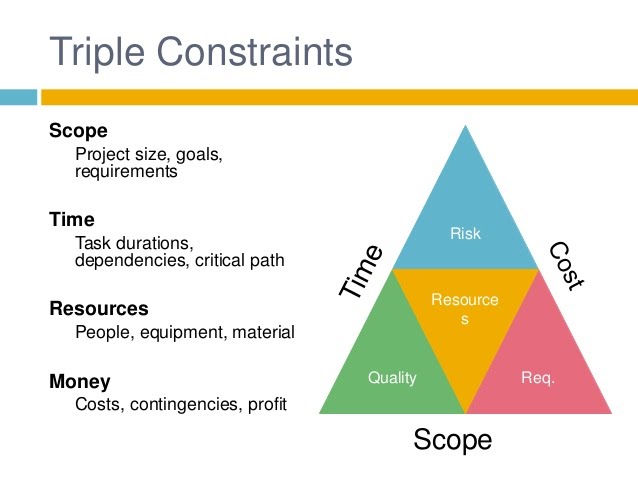 Triple Constraints
Scope
Project size, goals,
requirements
Time
Task durations,
dependencies, critical path
Resources
People, equipment, material
Money
Costs, contingencies, profit
Risk
Time
Cost
Resource
s
Quality
Req.
Scope